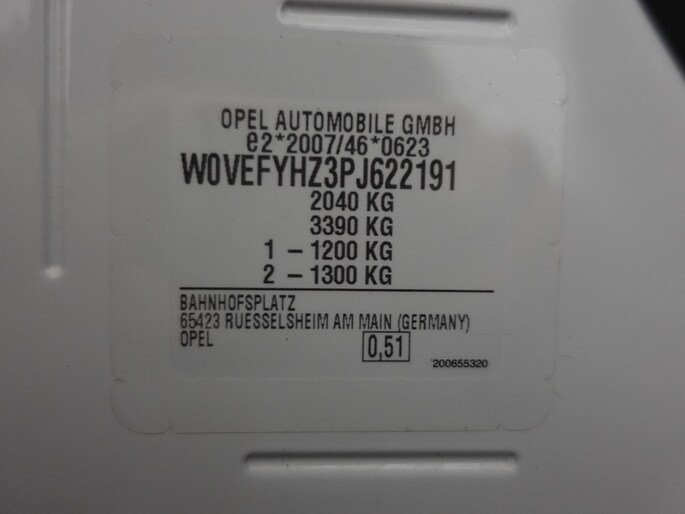 OPEL AUTOMOBILE GMBH
e2*2007/46*0623
W0VEFYHZ3PJ622191
2040 KG
3390 KG
1 – 1200 KG
2 – 1300 KG
BAHNHOFSPLATZ
65423 RUESSELSHEIM AM MAIN (GERMANY)
OPEL
0,51
200655320